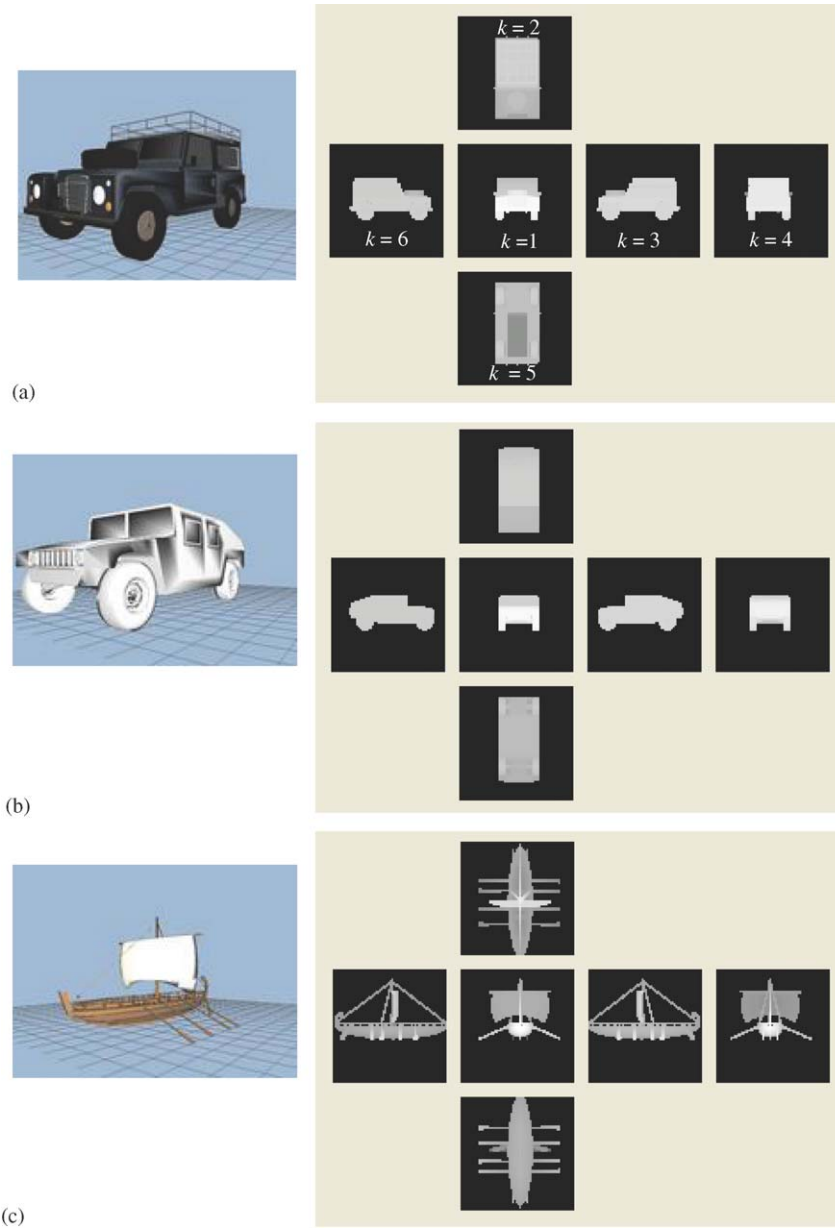 k = 2
k = 6
k =1
k = 3
k = 4
k = 5
(a)
(b)
(c)